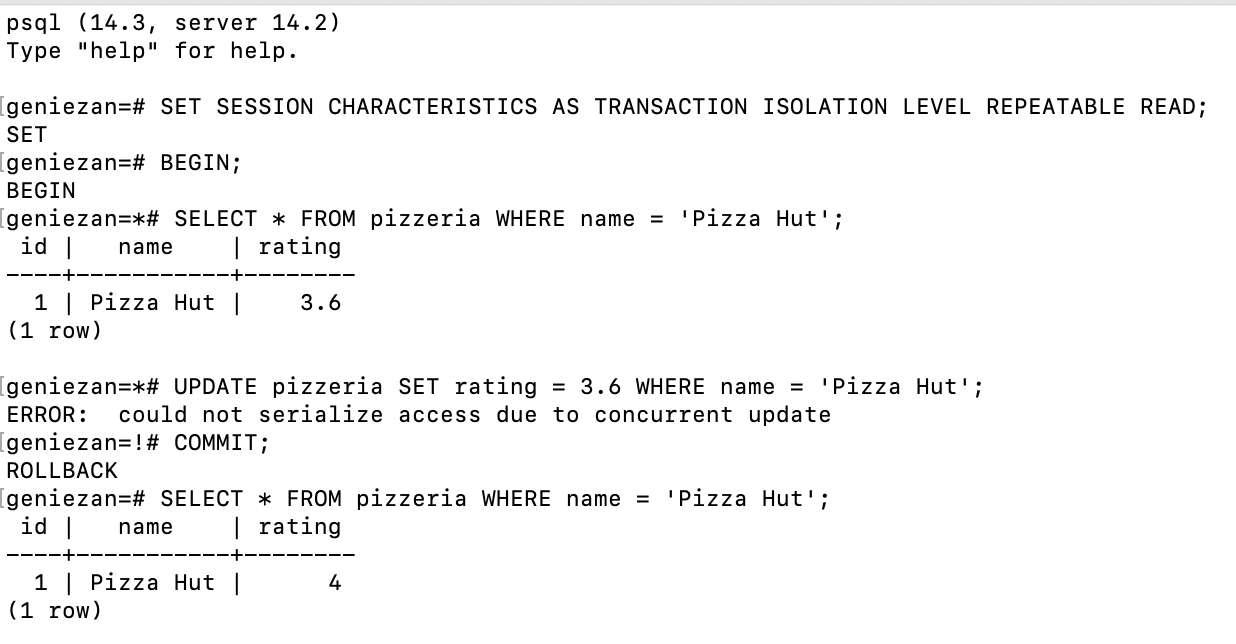 psql (14.3, server 14.2)
Type "help" for help.
[geniezan=# SET SESSION CHARACTERISTICS AS TRANSACTION ISOLATION LEVEL REPEATABLE READ;
SET
[geniezan=# BEGIN;
BEGIN
[geniezan=*# SELECT * FROM pizzeria WHERE name = 'Pizza Hut';
 id |   name    | rating
----+-----------+--------
  1 | Pizza Hut |    3.6
(1 row)
[geniezan=*# UPDATE pizzeria SET rating = 3.6 WHERE name = 'Pizza Hut';
ERROR:  could not serialize access due to concurrent update
[geniezan=!# COMMIT;
ROLLBACK
[geniezan=# SELECT * FROM pizzeria WHERE name = 'Pizza Hut';
 id |   name    | rating
----+-----------+--------
  1 | Pizza Hut |      4
(1 row)